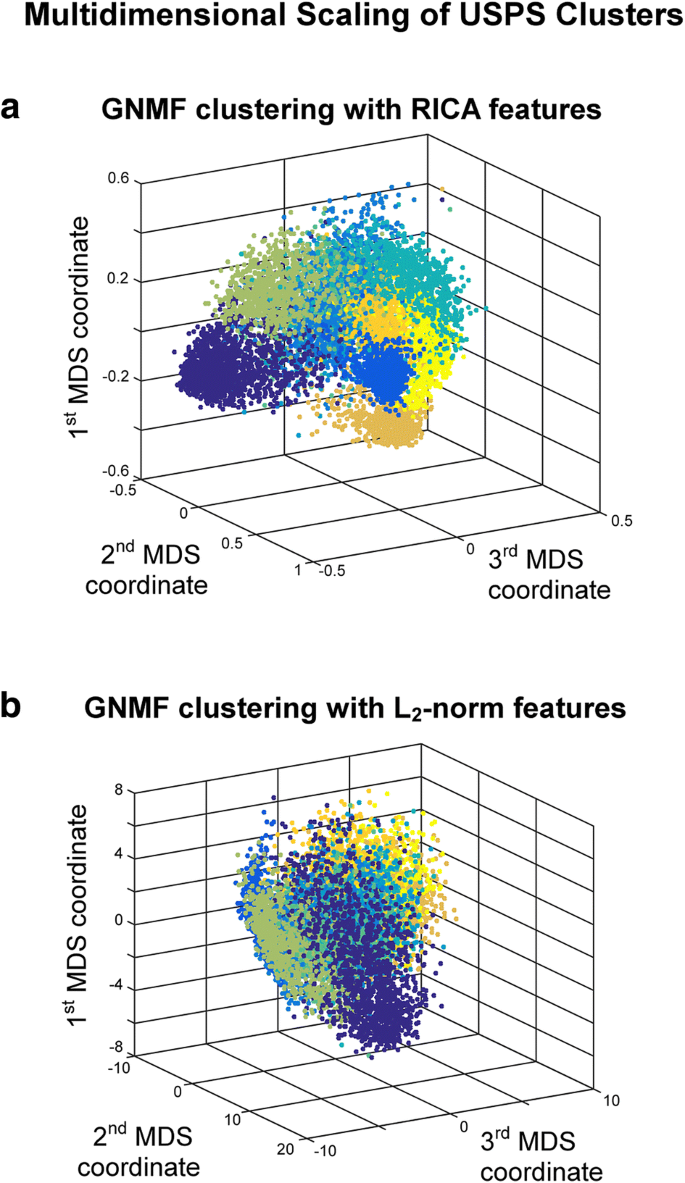 Multidimensional Scaling of USPS Clusters
a
GNMF clustering with RICA features
0.6
0.2
-0.2
-0.6
1st MDS coordinate
-0.5
0
0.5
1
2nd MDS
coordinate
-0.5
0
0.5
3rd MDS
coordinate
b
GNMF clustering with L2-norm features
8
4
0
-4
-8
1st MDS coordinate
-10
0
10
20
2nd MDS
coordinate
-10
0
10
3rd MDS
coordinate